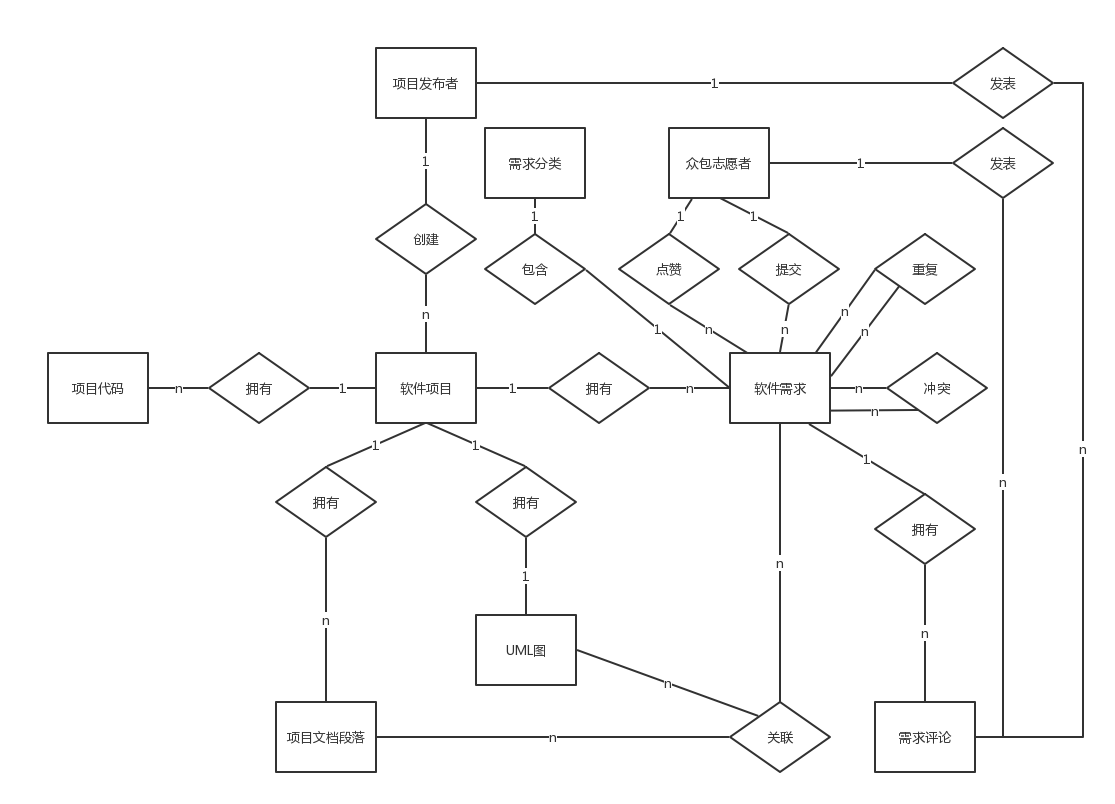 项目发布者
1
发表
需求分类
众包志愿者
1
发表
1
1
1
1
创建
包含
点赞
提交
重复
n
n
1
n
n
n
项目代码
n
拥有
1
软件项目
1
拥有
n
软件需求
n
冲突
n
1
1
1
n
n
拥有
拥有
拥有
n
1
n
n
UML图
n
项目文档段落
n
关联
需求评论